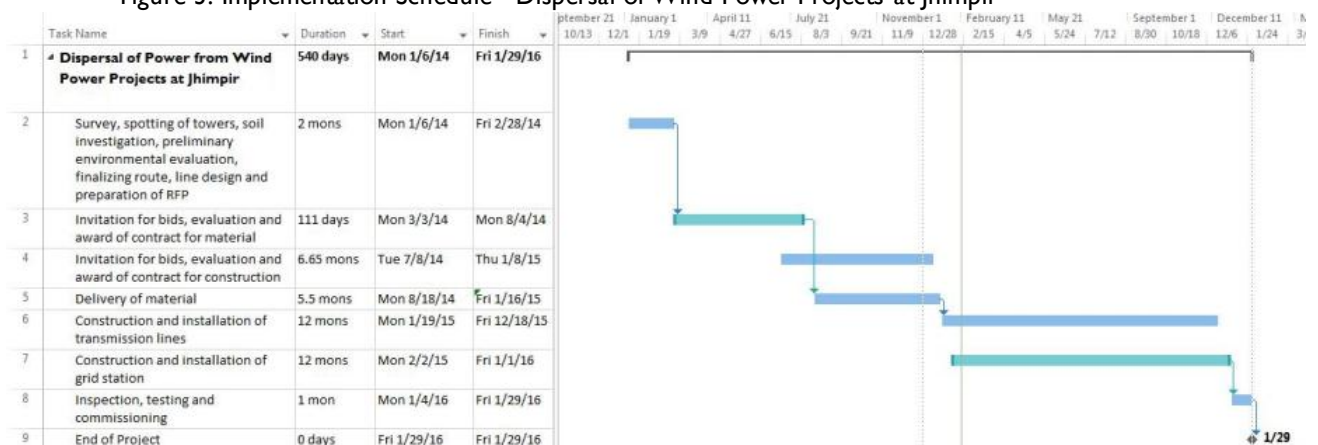 Figure 3: Implementation Schedule - Dispersal of Wind Power Projects at Jhimpir
ptember 21 January 1 April 11 July 21 November 1 February 11 May 21 September 1 December 11 M
Task Name Duration Start Finish 10/13 12/1 1/19 3/9 4/27 6/15 8/3 9/21 11/9 12/28 2/15 4/5 5/24 7/12 8/30 10/18 12/6 1/24 3/
1 Dispersal of Power from Wind 540 days Mon 1/6/14 Fri 1/29/16
Power Projects at Jhimpir
2 Survey, spotting of towers, soil 2 mons Mon 1/6/14 Fri 2/28/14
investigation, preliminary
environmental evaluation,
finalizing route, line design and
preparation of RFP
3 Invitation for bids, evaluation and 111 days Mon 3/3/14 Mon 8/4/14
award of contract for material
4 Invitation for bids, evaluation and 6.65 mons Tue 7/8/14 Thu 1/8/15
award of contract for construction
5 Delivery of material 5.5 mons Mon 8/18/14 Fri 1/16/15
6 Construction and installation of 12 mons Mon 1/19/15 Fri 12/18/15
transmission lines
7 Construction and installation of 12 mons Mon 2/2/15 Fri 1/1/16
grid station
8 Inspection, testing and 1 mon Mon 1/4/16 Fri 1/29/16
commissioning
9 End of Project 0 days Fri 1/29/16 Fri 1/29/16 1/29